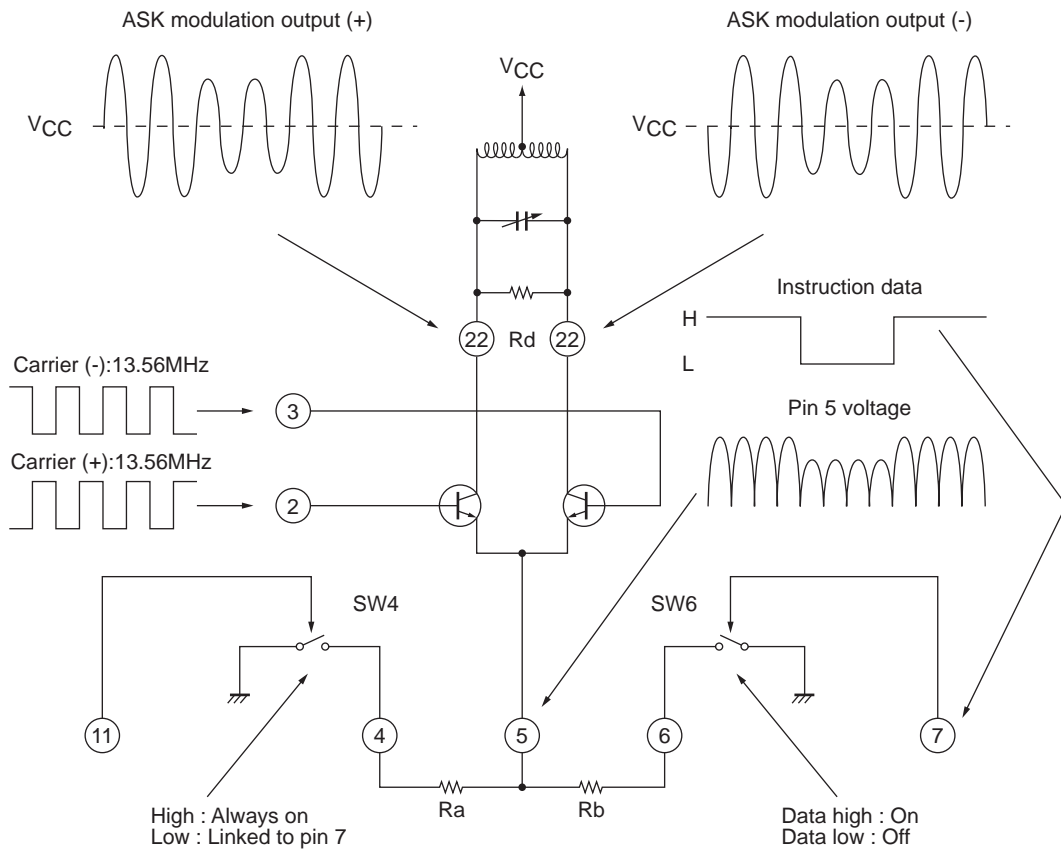 ASK modulation output (+)
ASK modulation output (-)
VCC
VCC
VCC
Instruction data
H
L
22
Rd
22
Carrier (-):13.56MHz
3
Pin 5 voltage
Carrier (+):13.56MHz
2
SW4
SW6
11
4
5
6
7
Ra
Rb
High : Always on
Low : Linked to pin 7
Data high : On
Data low : Off